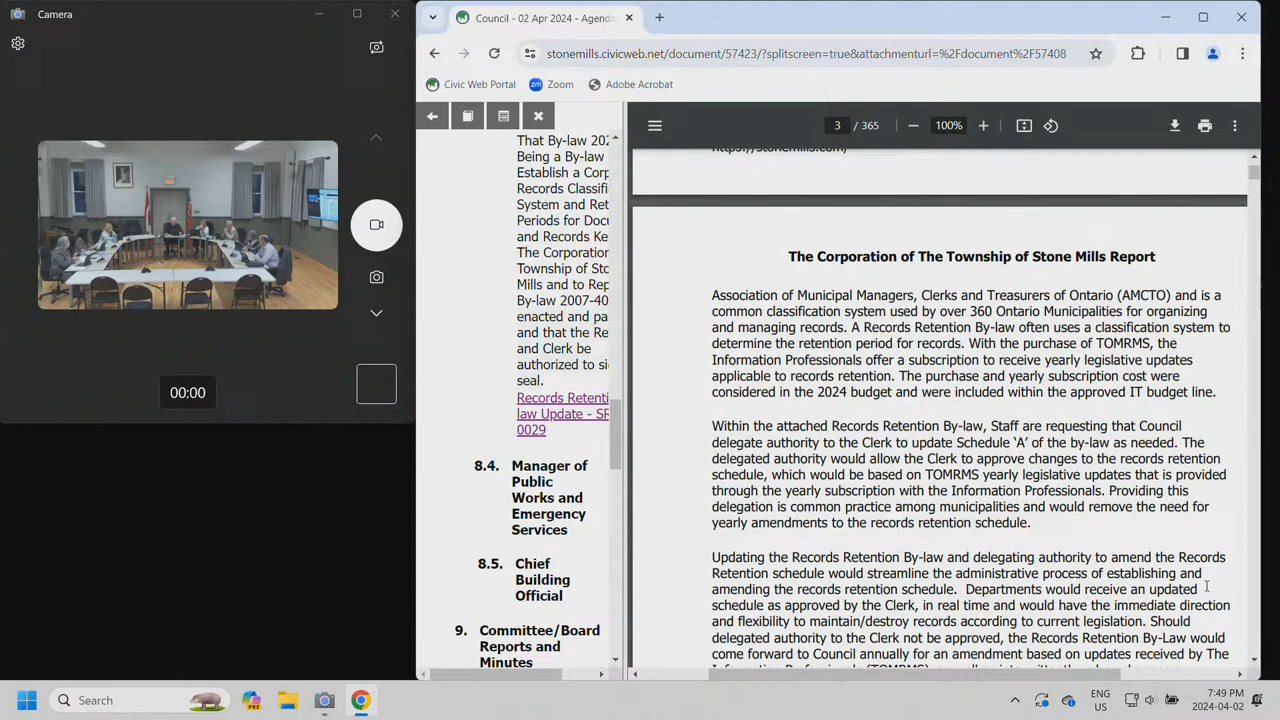 Camera
00:00
Council - 02 Apr 2024 - Agenda
stonemills.civicweb.net/document/57423/?splitscreen=true&attachmenturl=%2Fdocument%2F57408
Civic Web Portal
Zoom
Adobe Acrobat
That By-law 202
Being a By-law
Establish a Corp
Records Classifi
System and Ret
Periods for Docu
and Records Ke
The Corporation
Township of Sto
Mills and to Rep
By-law 2007-40
enacted and pa
and that the Re
and Clerk be
authorized to si
seal.
Records Retenti
law Update - SR
0029
8.4. Manager of
Public
Works and
Emergency
Services
8.5. Chief
Building
Official
9. Committee/Board
Reports and
Minutes
3 / 365
100%
https://stonemills.com/
The Corporation of The Township of Stone Mills Report
Association of Municipal Managers, Clerks and Treasurers of Ontario (AMCTO) and is a
common classification system used by over 360 Ontario Municipalities for organizing
and managing records. A Records Retention By-law often uses a classification system to
determine the retention period for records. With the purchase of TOMRMS, the
Information Professionals offer a subscription to receive yearly legislative updates
applicable to records retention. The purchase and yearly subscription cost were
considered in the 2024 budget and were included within the approved IT budget line.
Within the attached Records Retention By-law, Staff are requesting that Council
delegate authority to the Clerk to update Schedule ‘A’ of the by-law as needed. The
delegated authority would allow the Clerk to approve changes to the records retention
schedule, which would be based on TOMRMS yearly legislative updates that is provided
through the yearly subscription with the Information Professionals. Providing this
delegation is common practice among municipalities and would remove the need for
yearly amendments to the records retention schedule.
Updating the Records Retention By-law and delegating authority to amend the Records
Retention schedule would streamline the administrative process of establishing and
amending the records retention schedule. Departments would receive an updated
schedule as approved by the Clerk, in real time and would have the immediate direction
and flexibility to maintain/destroy records according to current legislation. Should
delegated authority to the Clerk not be approved, the Records Retention By-Law would
come forward to Council annually for an amendment based on updates received by The
Search
PRE
ENG
US
7:49 PM
2024-04-02